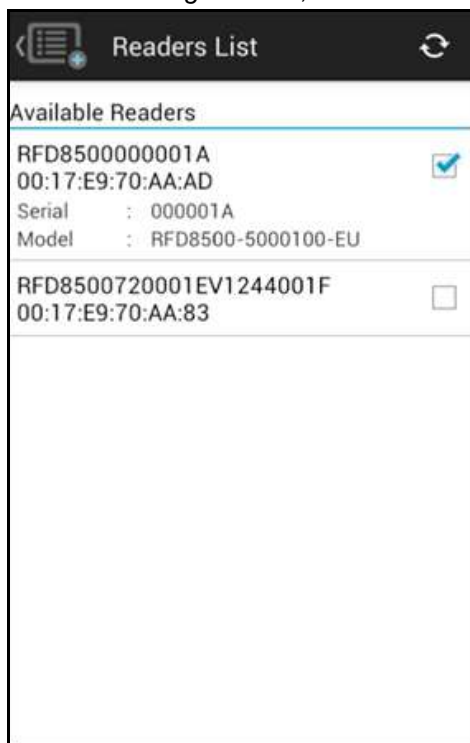 Readers List
Available Readers
RFD8500000001A
00:17:E9:70:AA:AD
Serial : 000001A
Model : RFD8500-5000100-EU
RFD8500720001EV1244001F
00:17:E9:70:AA:83